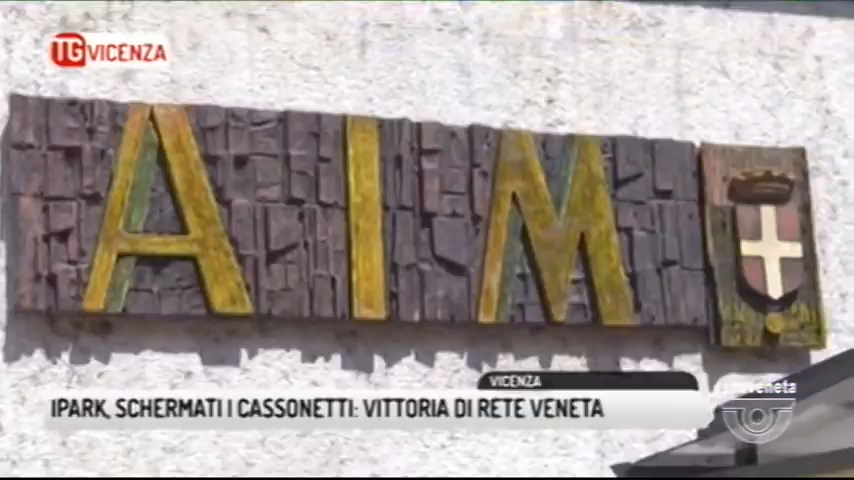 TG VICENZA
AIM
VICENZA
IPARK, SCHERMATI I CASSONETTI: VITTORIA DI RETE VENETA
reteveneta